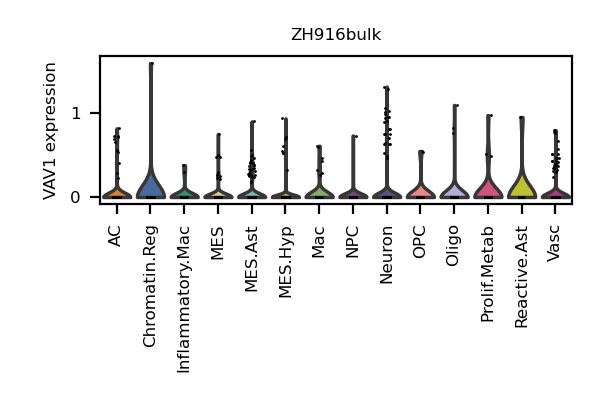 ZH916bulk
VAV1 expression
1
0
AC
Chromatin.Reg
Inflammatory.Mac
MES
MES.Ast
MES.Hyp
Mac
NPC
Neuron
OPC
Oligo
Prolif.Metab
Reactive.Ast
Vasc